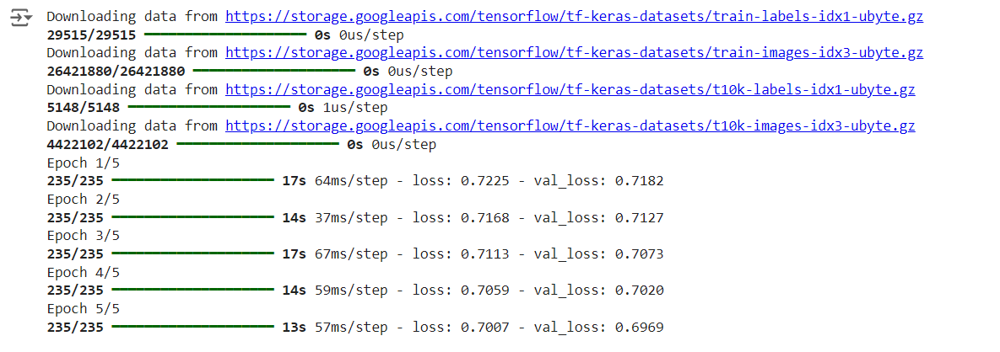 Downloading data from https://storage.googleapis.com/tensorflow/tf-keras-datasets/train-labels-idx1-ubyte.gz
29515/29515 0s 0us/step
Downloading data from https://storage.googleapis.com/tensorflow/tf-keras-datasets/train-images-idx3-ubyte.gz
26421880/26421880 0s 0us/step
Downloading data from https://storage.googleapis.com/tensorflow/tf-keras-datasets/t10k-labels-idx1-ubyte.gz
5148/5148 0s 1us/step
Downloading data from https://storage.googleapis.com/tensorflow/tf-keras-datasets/t10k-images-idx3-ubyte.gz
4422102/4422102 0s 0us/step
Epoch 1/5
235/235 17s 64ms/step - loss: 0.7225 - val_loss: 0.7182
Epoch 2/5
235/235 14s 37ms/step - loss: 0.7168 - val_loss: 0.7127
Epoch 3/5
235/235 17s 67ms/step - loss: 0.7113 - val_loss: 0.7073
Epoch 4/5
235/235 14s 59ms/step - loss: 0.7059 - val_loss: 0.7020
Epoch 5/5
235/235 13s 57ms/step - loss: 0.7007 - val_loss: 0.6969